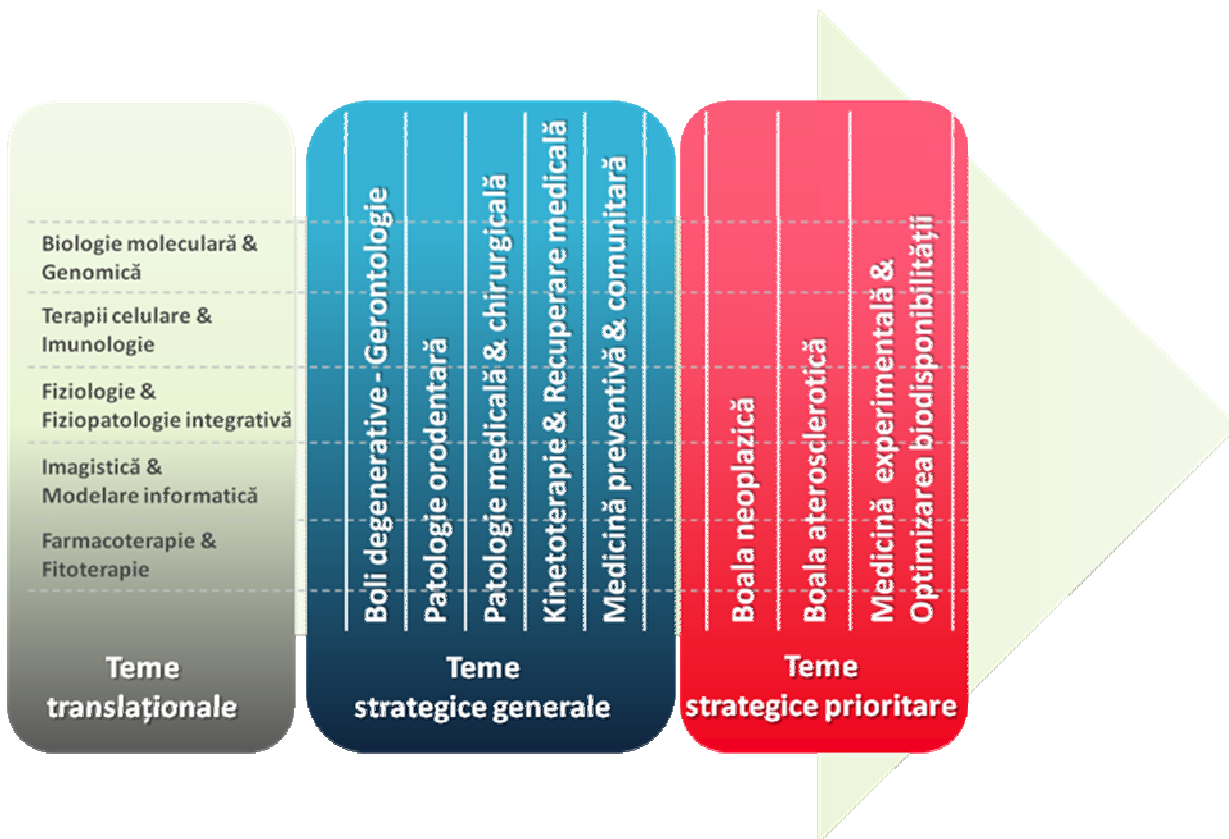 Biologie moleculară &
Genomică
Terapii celulare &
Imunologie
Fiziologie &
Fiziopatologie integrativă
Imagistică &
Modelare informatică
Farmacoterapie &
Fitoterapie
Teme
translaționale
Boli degenerative - Gerontologie
Patologie orodentară
Patologie medicală & chirurgicală
Kinetoterapie & Recuperare medicală
Medicină preventivă & comunitară
Teme
strategice generale
Boala neoplazică
Boala aterosclerotică
Medicină experimentală &
Optimizarea biodisponibilității
Teme
strategice prioritare